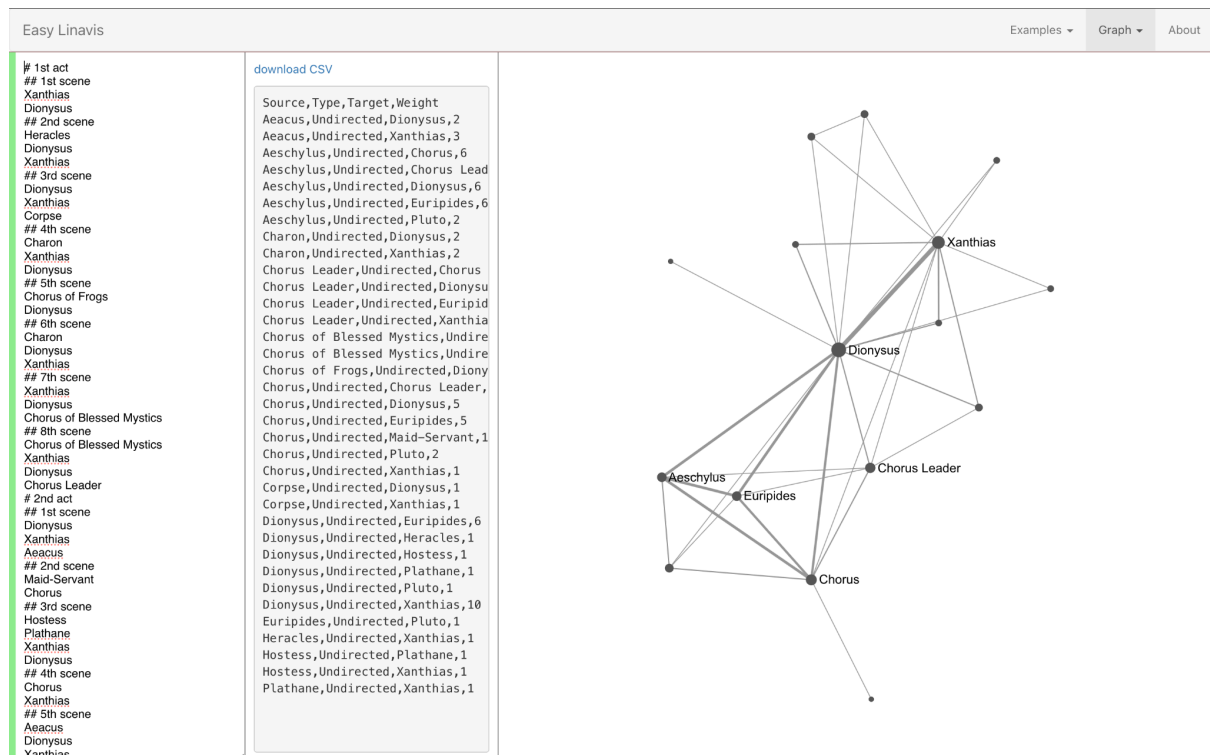 Easy Linavis
Examples
Graph
About
# 1st act
## 1st scene
Xanthias
Dionysus
## 2nd scene
Heracles
Dionysus
Xanthias
## 3rd scene
Dionysus
Xanthias
Corpse
## 4th scene
Charon
Xanthias
Dionysus
## 5th scene
Chorus of Frogs
Dionysus
## 6th scene
Charon
Dionysus
Xanthias
## 7th scene
Xanthias
Dionysus
Chorus of Blessed Mystics
## 8th scene
Chorus of Blessed Mystics
Xanthias
Dionysus
Chorus Leader
# 2nd act
## 1st scene
Dionysus
Xanthias
Aeacus
## 2nd scene
Maid-Servant
Chorus
## 3rd scene
Hostess
Plathane
Xanthias
Dionysus
## 4th scene
Chorus
Xanthias
## 5th scene
Aeacus
Dionysus
Xanthias
download CSV
Source,Type,Target,Weight
Aeacus,Undirected,Dionysus,2
Aeacus,Undirected,Xanthias,3
Aeschylus,Undirected,Chorus,6
Aeschylus,Undirected,Chorus Lead
Aeschylus,Undirected,Dionysus,6
Aeschylus,Undirected,Euripides,6
Aeschylus,Undirected,Pluto,2
Charon,Undirected,Dionysus,2
Charon,Undirected,Xanthias,2
Chorus Leader,Undirected,Chorus
Chorus Leader,Undirected,Dionysu
Chorus Leader,Undirected,Euripid
Chorus Leader,Undirected,Xanthia
Chorus of Blessed Mystics,Undire
Chorus of Blessed Mystics,Undire
Chorus of Frogs,Undirected,Diony
Chorus,Undirected,Chorus Leader,
Chorus,Undirected,Dionysus,5
Chorus,Undirected,Euripides,5
Chorus,Undirected,Maid-Servant,1
Chorus,Undirected,Pluto,2
Chorus,Undirected,Xanthias,1
Corpse,Undirected,Dionysus,1
Corpse,Undirected,Xanthias,1
Dionysus,Undirected,Euripides,6
Dionysus,Undirected,Heracles,1
Dionysus,Undirected,Hostess,1
Dionysus,Undirected,Plathane,1
Dionysus,Undirected,Pluto,1
Dionysus,Undirected,Xanthias,10
Euripides,Undirected,Pluto,1
Heracles,Undirected,Xanthias,1
Hostess,Undirected,Plathane,1
Hostess,Undirected,Xanthias,1
Plathane,Undirected,Xanthias,1
Xanthias
Dionysus
Chorus Leader
Aeschylus
Euripides
Chorus